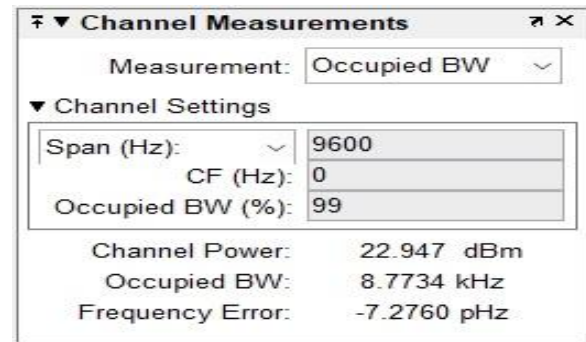 Channel Measurements
Measurement: Occupied BW
Channel Settings
Span (Hz): 9600
CF (Hz): 0
Occupied BW (%): 99
Channel Power: 22.947 dBm
Occupied BW: 8.7734 kHz
Frequency Error: -7.2760 pHz